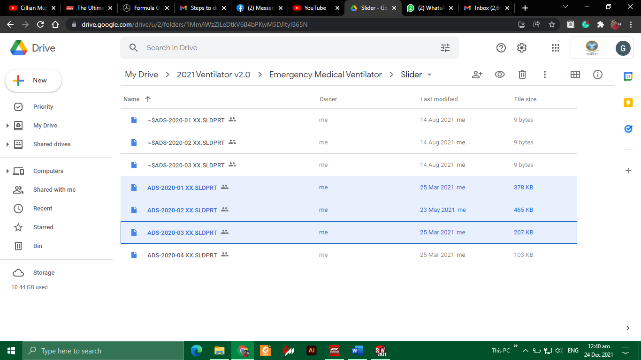 Cillian Mu
The Ultima
Formula C
Steps to d
(2) Messen
YouTube
Slider - G
(2) Whats
Inbox (2,6
drive.google.com/drive/u/2/folders/
Drive
Search in Drive
G
New
My Drive > 2021 Ventilator v2.0 > Emergency Medical Ventilator > Slider
Name
Owner
Last modified
File size
Priority
My Drive
Shared drives
Computers
Shared with me
Recent
Starred
Bin
Storage
10.44 GB used
~$ADS-2020-01 XX.SLDPRT me 14 Aug 2021 me 9 bytes
~$ADS-2020-02 XX.SLDPRT me 14 Aug 2021 me 9 bytes
~$ADS-2020-03 XX.SLDPRT me 14 Aug 2021 me 9 bytes
ADS-2020-01 XX.SLDPRT me 25 Mar 2021 me 378 KB
ADS-2020-02 XX.SLDPRT me 23 May 2021 me 465 KB
ADS-2020-03 XX.SLDPRT me 25 Mar 2021 me 207 KB
ADS-2020-04 XX.SLDPRT me 25 Mar 2021 me 103 KB
Type here to search
This PC
ENG
12:40 am
24 Dec 2021